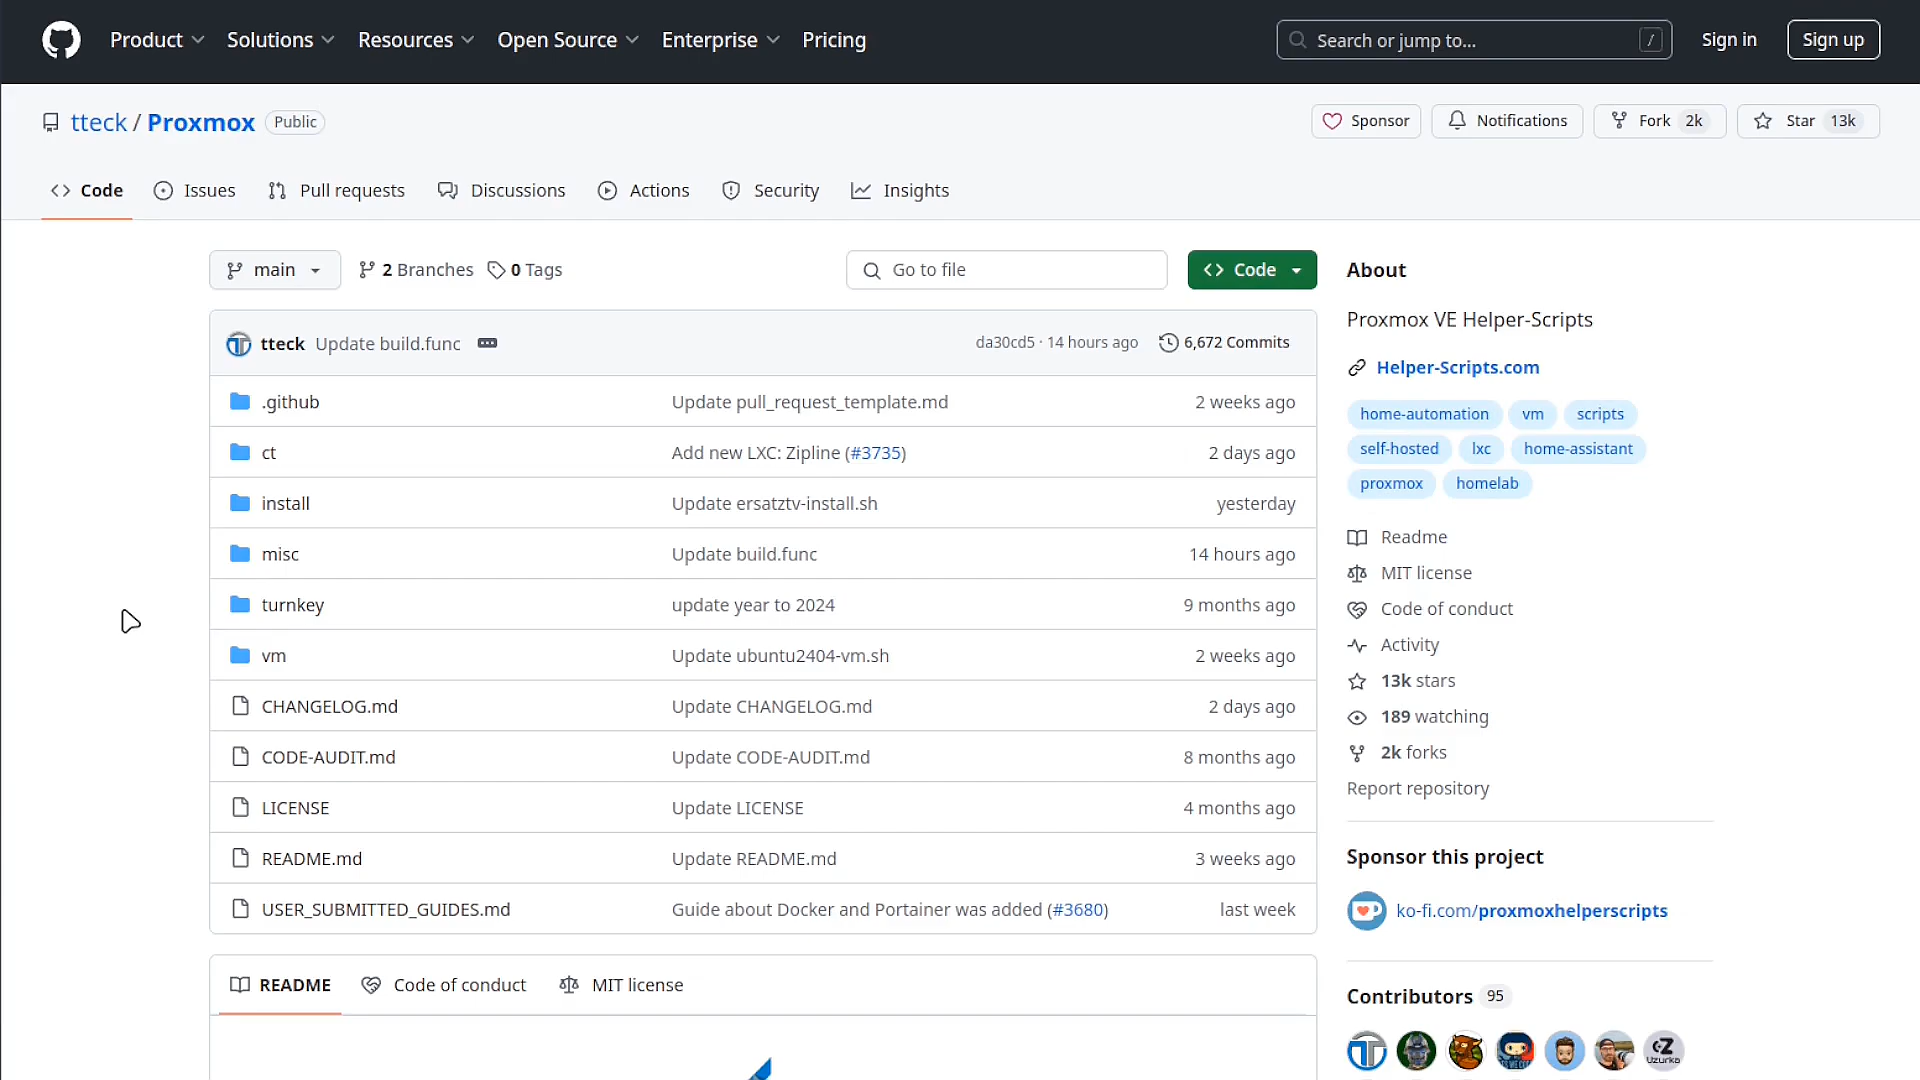 Product Solutions Resources Open Source Enterprise Pricing Search or jump to... / Sign in Sign up
tteck / Proxmox Public Sponsor Notifications Fork 2k Star 13k
Code Issues Pull requests Discussions Actions Security Insights
main 2 Branches 0 Tags Go to file Code
tteck Update build.func da30cd5 · 14 hours ago 6,672 Commits
.github Update pull_request_template.md 2 weeks ago
ct Add new LXC: Zipline (#3735) 2 days ago
install Update ersatztv-install.sh yesterday
misc Update build.func 14 hours ago
turnkey update year to 2024 9 months ago
vm Update ubuntu2404-vm.sh 2 weeks ago
CHANGELOG.md Update CHANGELOG.md 2 days ago
CODE-AUDIT.md Update CODE-AUDIT.md 8 months ago
LICENSE Update LICENSE 4 months ago
README.md Update README.md 3 weeks ago
USER_SUBMITTED_GUIDES.md Guide about Docker and Portainer was added (#3680) last week
README Code of conduct MIT license
About
Proxmox VE Helper-Scripts
Helper-Scripts.com
home-automation vm scripts
self-hosted lxc home-assistant
proxmox homelab
Readme
MIT license
Code of conduct
Activity
13k stars
189 watching
2k forks
Report repository
Sponsor this project
ko-fi.com/proxmoxhelperscripts
Contributors 95
CZ
Uzurka